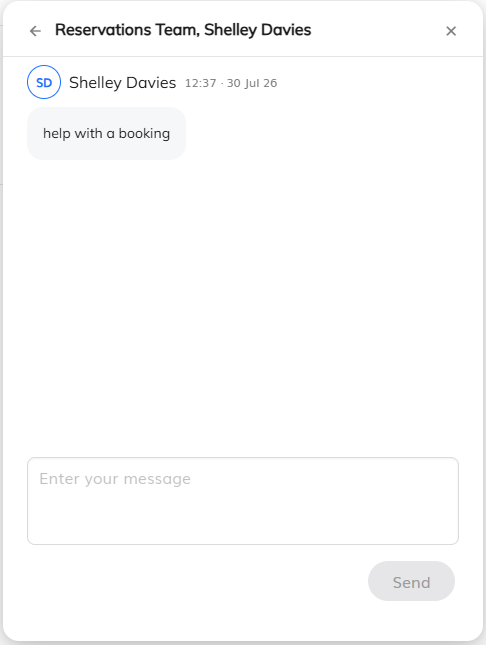 Reservations Team, Shelley Davies
SD Shelley Davies 12:37 · 30 Jul 26
help with a booking
Enter your message
Send